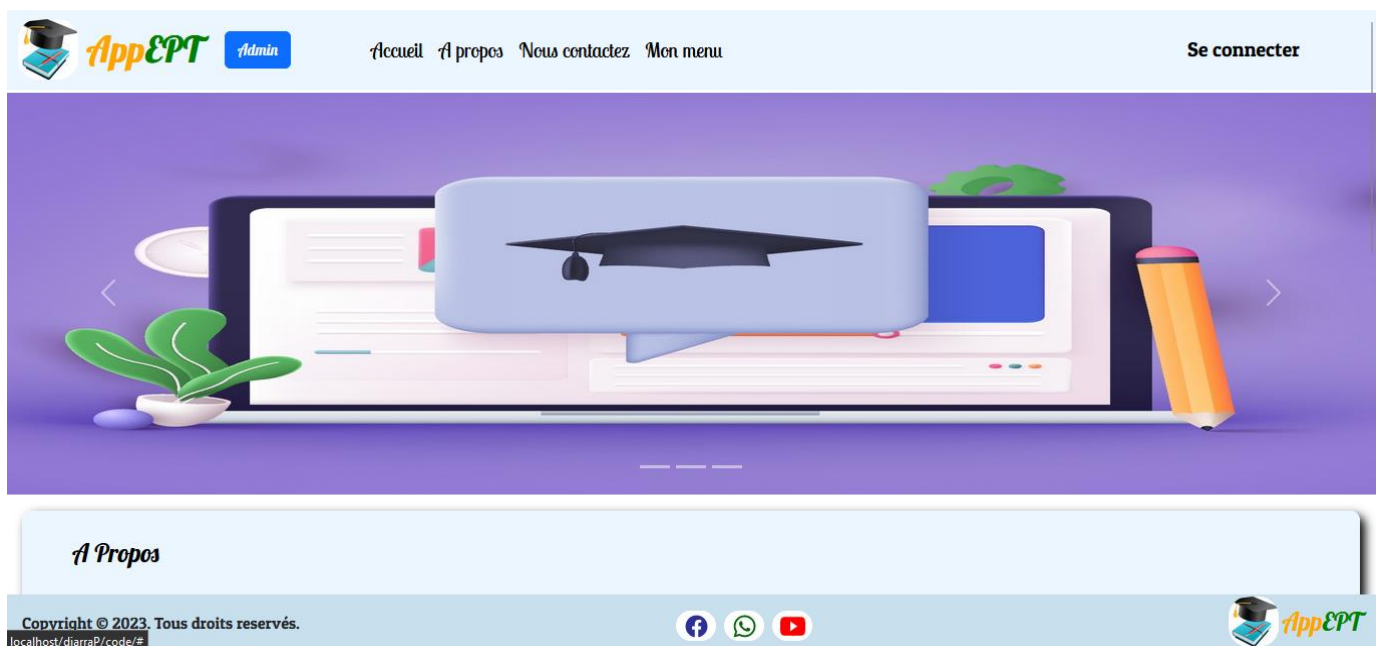 AppEPT Admin Accueil A propos Nous contactez Mon menu Se connecter
A Propos
Copyright © 2023. Tous droits reservés.
localhost/diarraP/code/#
AppEPT